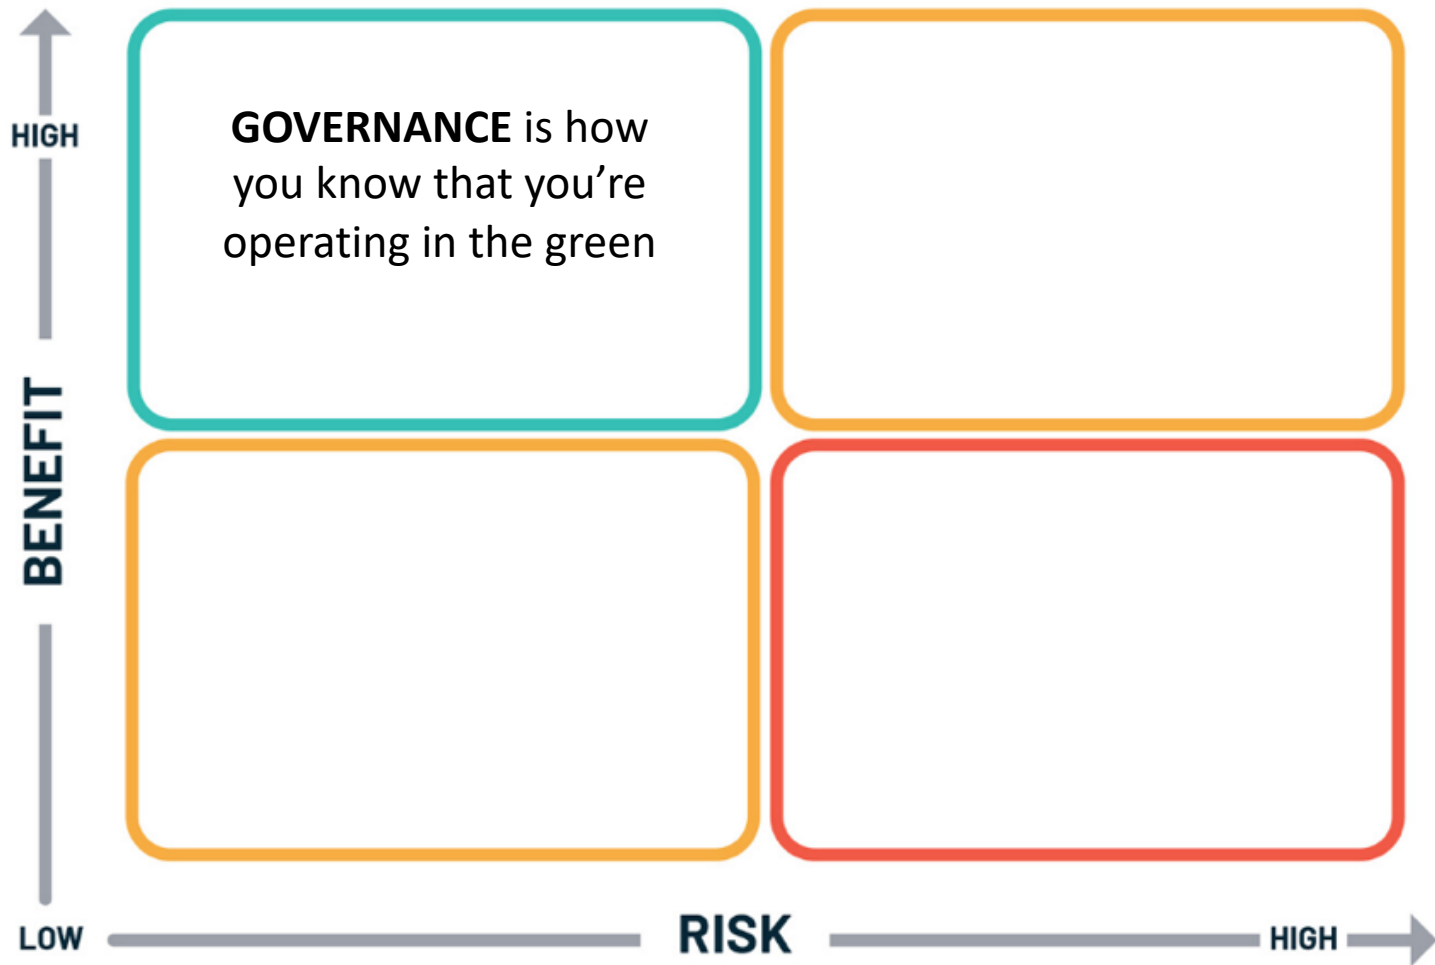 HIGH
GOVERNANCE is how
you know that you’re
operating in the green
BENEFIT
LOW
RISK
HIGH